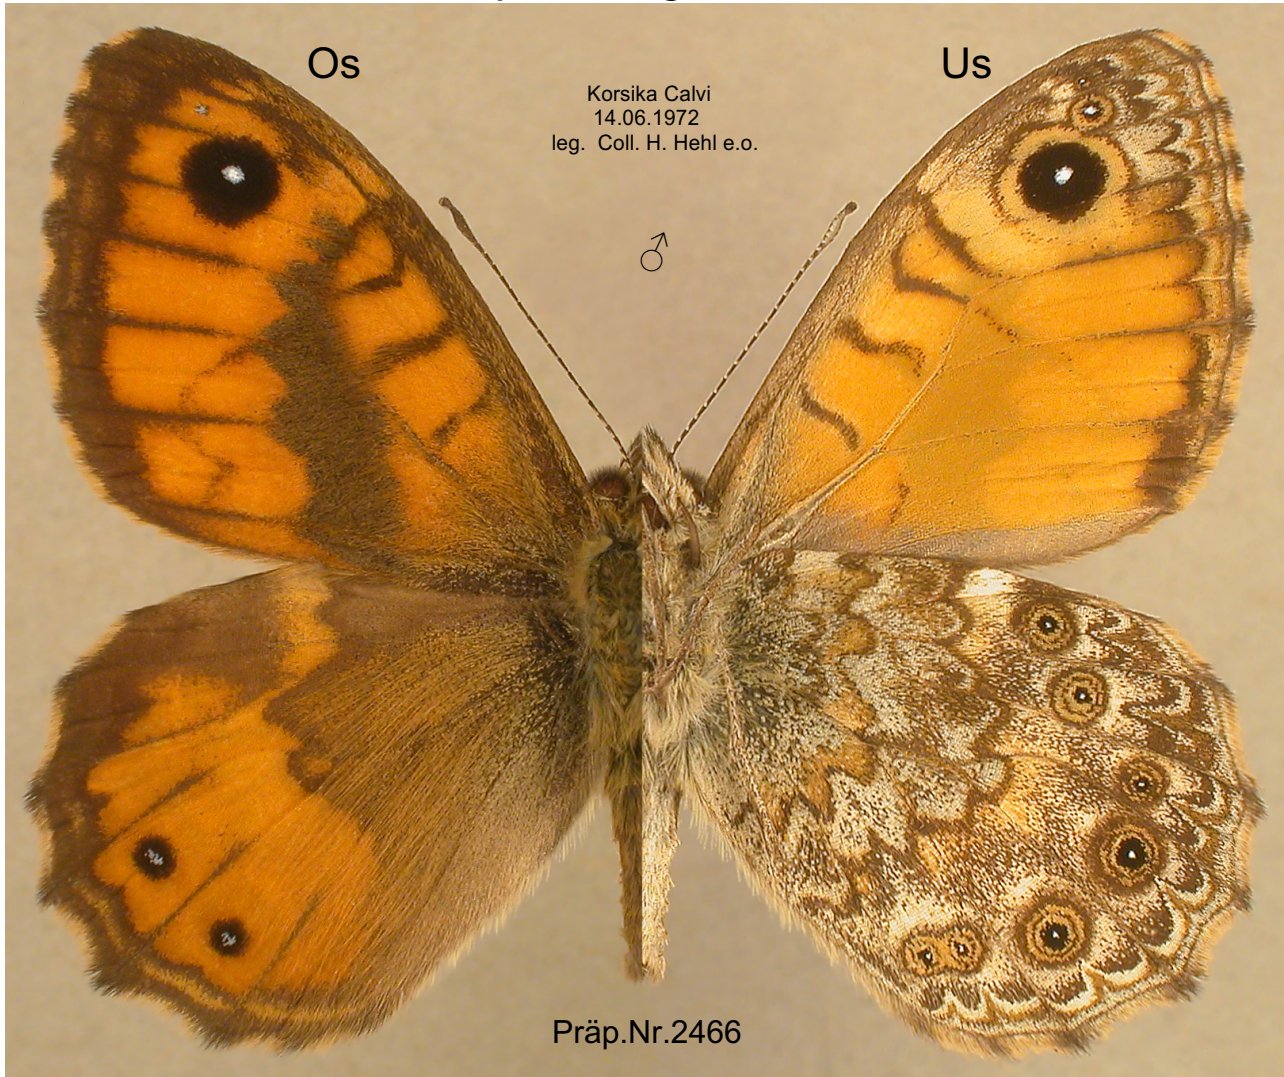 Os
Us
Korsika Calvi
14.06.1972
leg. Coll. H. Hehl e.o.
♂
Präp.Nr.2466